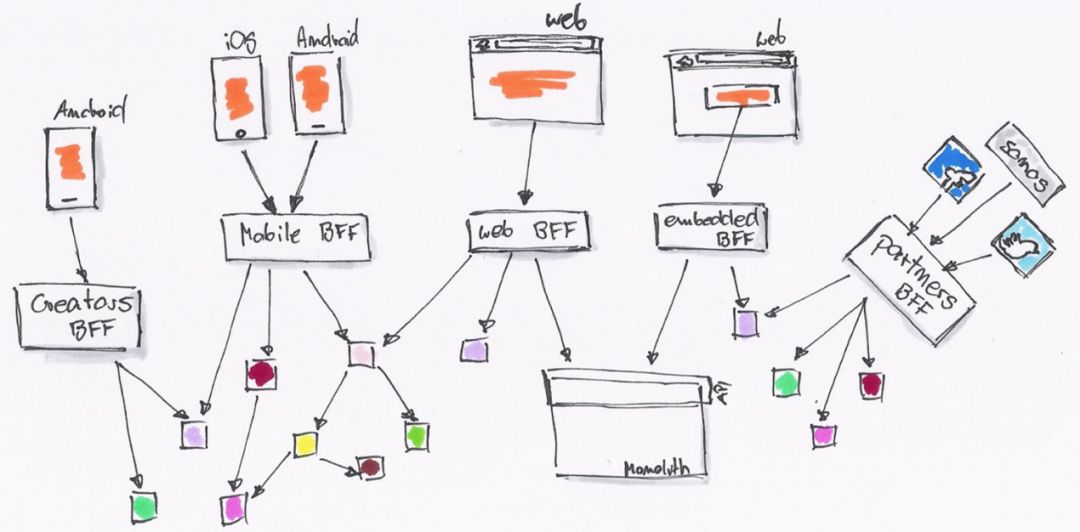 web
iOS
Android
web
Android
sonos
Mobile BFF
web BFF
embedded
BFF
partners
BFF
Creators
BFF
API
Monolith